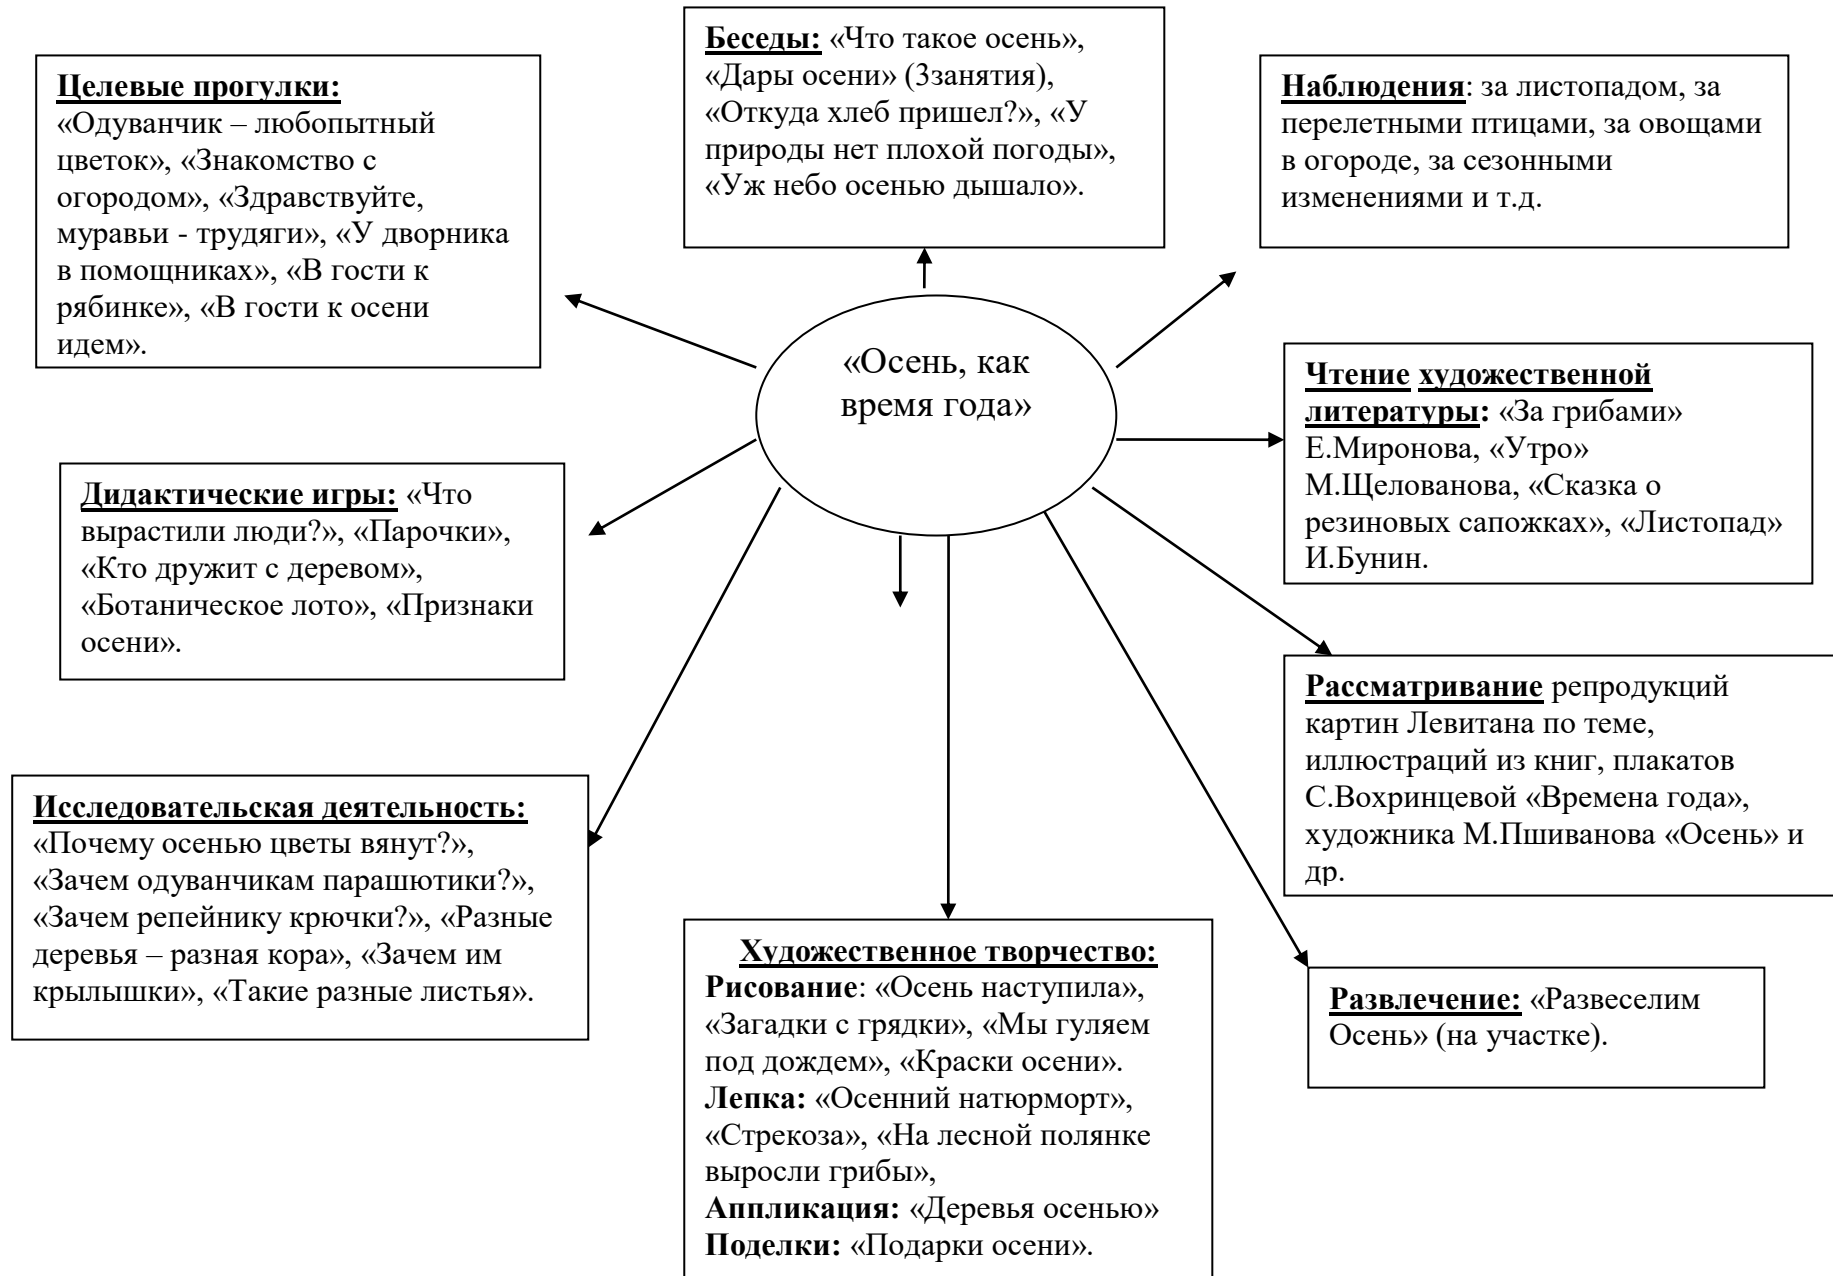 Беседы: «Что такое осень»,
«Дары осени» (3занятия),
«Откуда хлеб пришел?», «У
природы нет плохой погоды»,
«Уж небо осенью дышало».
Целевые прогулки:
«Одуванчик – любопытный
цветок», «Знакомство с
огородом», «Здравствуйте,
муравьи - трудяги», «У дворника
в помощниках», «В гости к
рябинке», «В гости к осени
идем».
Наблюдения: за листопадом, за
перелетными птицами, за овощами
в огороде, за сезонными
изменениями и т.д.
«Осень, как
время года»
Чтение художественной
литературы: «За грибами»
Е.Миронова, «Утро»
М.Щелованова, «Сказка о
резиновых сапожках», «Листопад»
И.Бунин.
Дидактические игры: «Что
вырастили люди?», «Парочки»,
«Кто дружит с деревом»,
«Ботаническое лото», «Признаки
осени».
Рассматривание репродукций
картин Левитана по теме,
иллюстраций из книг, плакатов
С.Вохринцевой «Времена года»,
художника М.Пшиванова «Осень» и
др.
Исследовательская деятельность:
«Почему осенью цветы вянут?»,
«Зачем одуванчикам парашютики?»,
«Зачем репейнику крючки?», «Разные
деревья – разная кора», «Зачем им
крылышки», «Такие разные листья».
Художественное творчество:
Рисование: «Осень наступила»,
«Загадки с грядки», «Мы гуляем
под дождем», «Краски осени».
Лепка: «Осенний натюрморт»,
«Стрекоза», «На лесной полянке
выросли грибы»,
Аппликация: «Деревья осенью»
Поделки: «Подарки осени».
Развлечение: «Развеселим
Осень» (на участке).